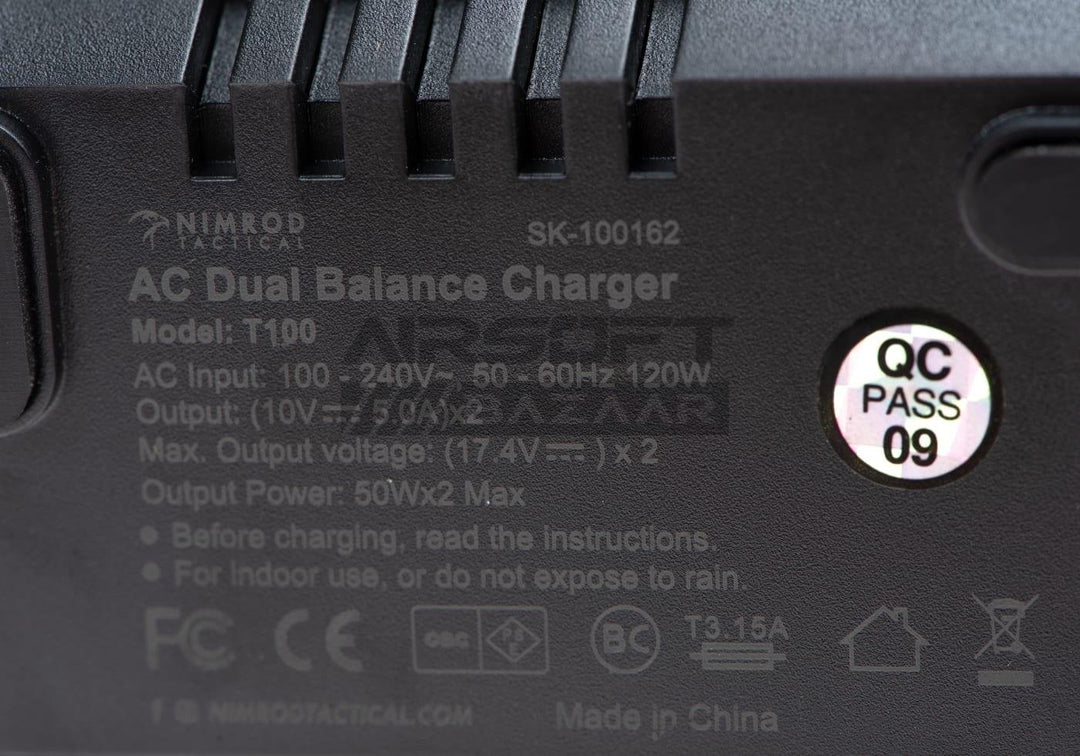 NIMROD
TACTICAL
SK-100162
AC Dual Balance Charger
Model: T100
AIRSOFT
BAZAAR
AC Input: 100 - 240V~, 50 - 60Hz 120W
Output: (10V⎓ 5.0A)x2
Max. Output voltage: (17.4V⎓ ) x 2
Output Power: 50Wx2 Max
• Before charging, read the instructions.
• For indoor use, or do not expose to rain.
QC
PASS
09
FC CE PSE BC T3.15A
NIMRODTACTICAL.COM
Made in China